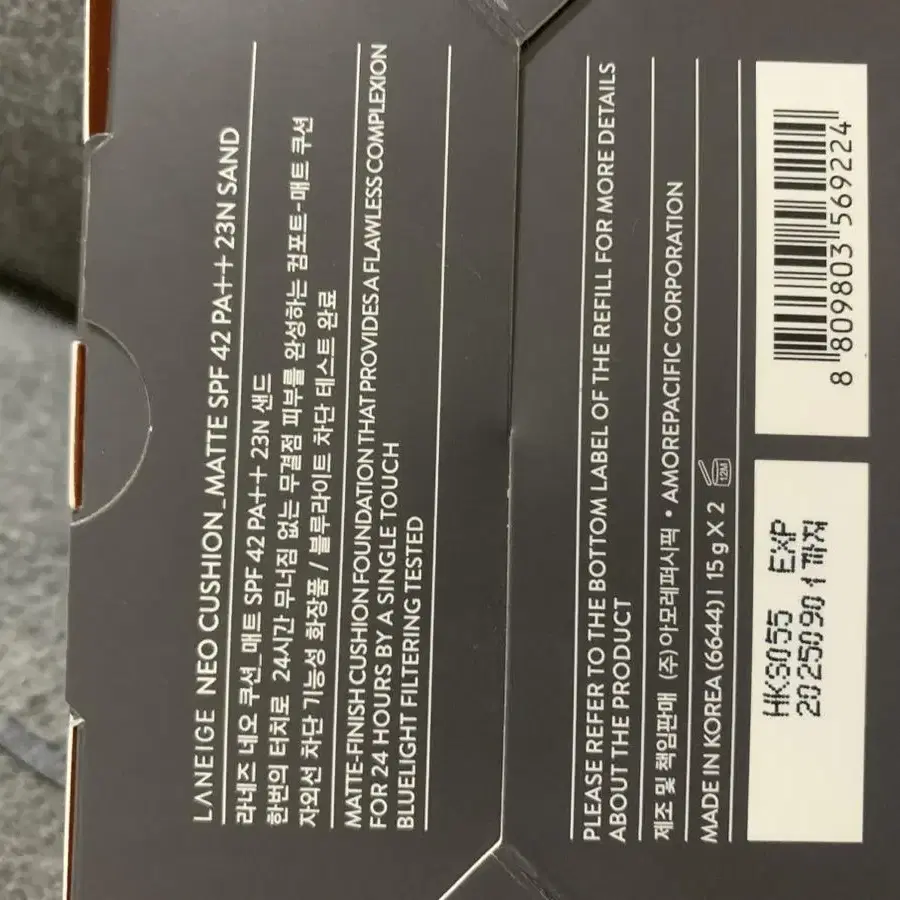 LANEIGE NEO CUSHION_MATTE SPF 42 PA++ 23N SAND
라네즈 네오 쿠션_매트 SPF 42 PA++ 23N 샌드
한번의 터치로 24시간 무너짐 없는 무결점 피부를 완성하는 컴포트-매트 쿠션
자외선 차단 기능성 화장품 / 블루라이트 차단 테스트 완료
MATTE-FINISH CUSHION FOUNDATION THAT PROVIDES A FLAWLESS COMPLEXION
FOR 24 HOURS BY A SINGLE TOUCH
BLUELIGHT FILTERING TESTED
PLEASE REFER TO THE BOTTOM LABEL OF THE REFILL FOR MORE DETAILS
ABOUT THE PRODUCT
제조 및 책임판매 (주)아모레퍼시픽 • AMOREPACIFIC CORPORATION
MADE IN KOREA (6644) I 15 g X 2 12M
8 809803 569224
HKS055 EXP
20250901 까지